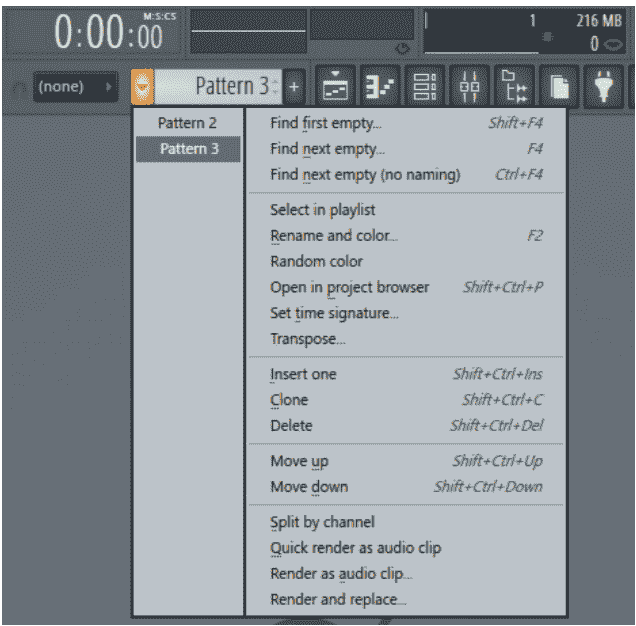 M:S:CS
0:00:00
1
216 MB
0
(none)
Pattern 3
+
Pattern 2
Pattern 3
Find first empty... Shift+F4
Find next empty... F4
Find next empty (no naming) Ctrl+F4
Select in playlist
Rename and color... F2
Random color
Open in project browser Shift+Ctrl+P
Set time signature...
Transpose...
Insert one Shift+Ctrl+Ins
Clone Shift+Ctrl+C
Delete Shift+Ctrl+Del
Move up Shift+Ctrl+Up
Move down Shift+Ctrl+Down
Split by channel
Quick render as audio clip
Render as audio clip...
Render and replace...